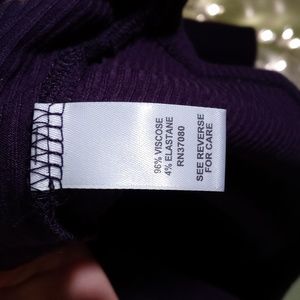 96% VISCOSE
4% ELASTANE
RN37080
SEE REVERSE
FOR CARE